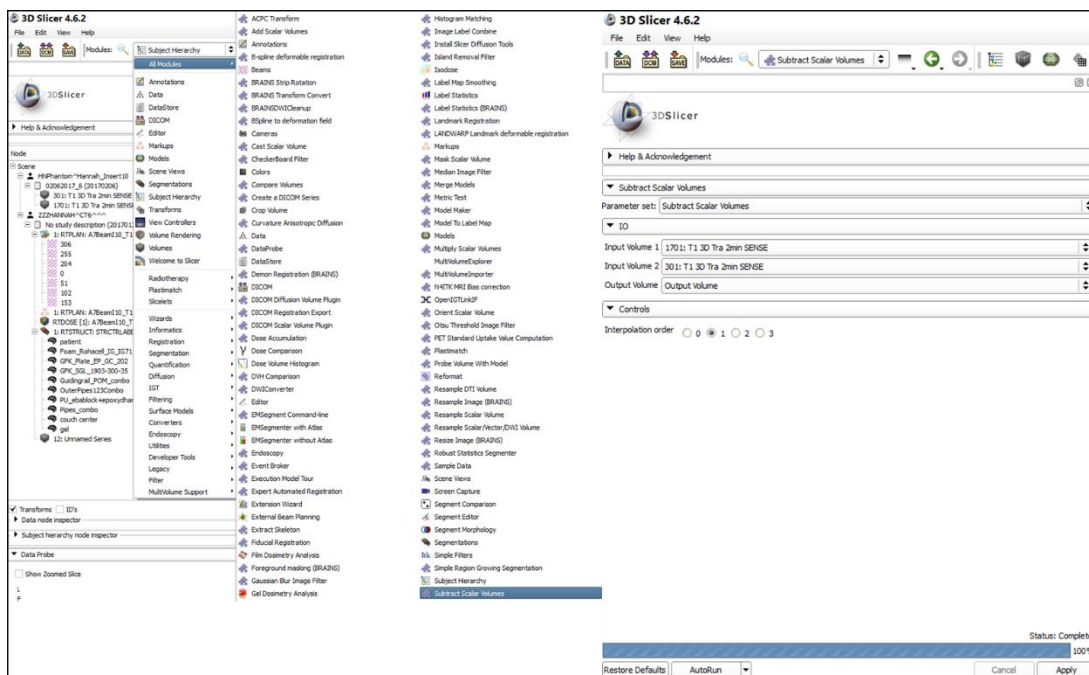 3D Slicer 4.6.2
File Edit View Help
DATA DCM SAVE Modules: Subject Hierarchy
3DSlicer
Help & Acknowledgement
Node
Scene
HNPhantom^Hannah_Insert10
02062017_6 (20170206)
301: T1 3D Tra 2min SENSE
1701: T1 3D Tra 2min SENSE
ZZZHANNAH^CT6^^^
No study description (201701
1: RTPLAN: A7BeamI10_T1
306
255
204
0
51
102
153
1: RTPLAN: A7BeamI10_T
RTDOSE [1]: A7BeamI10_T
1: RTSTRUCT: STRCTRLABE
patient
Foam_Rohacell_IG_IG71
GFK_Plate_EP_GC_202
GFK_SGL_1903-300-35
Guidingrail_POM_combo
OuterPipes123Combo
PU_ebablock+epoxydhar
Pipes_combo
couch center
gel
12: Unnamed Series
Transforms ID's
Data node inspector
Subject hierarchy node inspector
Data Probe
Show Zoomed Slice
L
F
All Modules
Annotations
Data
DataStore
DICOM
Editor
Markups
Models
Scene Views
Segmentations
Subject Hierarchy
Transforms
View Controllers
Volume Rendering
Volumes
Welcome to Slicer
Radiotherapy
Plastimatch
Slicelets
Wizards
Informatics
Registration
Segmentation
Quantification
Diffusion
IGT
Filtering
Surface Models
Converters
Endoscopy
Utilities
Developer Tools
Legacy
Filter
MultiVolume Support
ACPC Transform
Add Scalar Volumes
Annotations
B-spline deformable registration
Beams
BRAINS Strip Rotation
BRAINS Transform Convert
BRAINSDWICleanup
BSpline to deformation field
Cameras
Cast Scalar Volume
CheckerBoard Filter
Colors
Compare Volumes
Create a DICOM Series
Crop Volume
Curvature Anisotropic Diffusion
Data
DataProbe
DataStore
Demon Registration (BRAINS)
DICOM
DICOM Diffusion Volume Plugin
DICOM Registration Export
DICOM Scalar Volume Plugin
Dose Accumulation
Dose Comparison
Dose Volume Histogram
DVH Comparison
DWIConverter
Editor
EMSegment Command-line
EMSegmenter with Atlas
EMSegmenter without Atlas
Endoscopy
Event Broker
Execution Model Tour
Expert Automated Registration
Extension Wizard
External Beam Planning
Extract Skeleton
Fiducial Registration
Film Dosimetry Analysis
Foreground masking (BRAINS)
Gaussian Blur Image Filter
Gel Dosimetry Analysis
Histogram Matching
Image Label Combine
Install Slicer Diffusion Tools
Island Removal Filter
Isodose
Label Map Smoothing
Label Statistics
Label Statistics (BRAINS)
Landmark Registration
LANDWARP Landmark deformable registration
Markups
Mask Scalar Volume
Median Image Filter
Merge Models
Metric Test
Model Maker
Model To Label Map
Models
Multiply Scalar Volumes
MultiVolumeExplorer
MultiVolumeImporter
N4ITK MRI Bias correction
OpenIGTLinkIF
Orient Scalar Volume
Otsu Threshold Image Filter
PET Standard Uptake Value Computation
Plastimatch
Probe Volume With Model
Reformat
Resample DTI Volume
Resample Image (BRAINS)
Resample Scalar Volume
Resample Scalar/Vector/DWI Volume
Resize Image (BRAINS)
Robust Statistics Segmenter
Sample Data
Scene Views
Screen Capture
Segment Comparison
Segment Editor
Segment Morphology
Segmentations
Simple Filters
Simple Region Growing Segmentation
Subject Hierarchy
Subtract Scalar Volumes
3D Slicer 4.6.2
File Edit View Help
DATA DCM SAVE Modules: Subtract Scalar Volumes
3DSlicer
Help & Acknowledgement
Subtract Scalar Volumes
Parameter set: Subtract Scalar Volumes
IO
Input Volume 1 1701: T1 3D Tra 2min SENSE
Input Volume 2 301: T1 3D Tra 2min SENSE
Output Volume Output Volume
Controls
Interpolation order 0 1 2 3
Status: Complete
100%
Restore Defaults AutoRun Cancel Apply